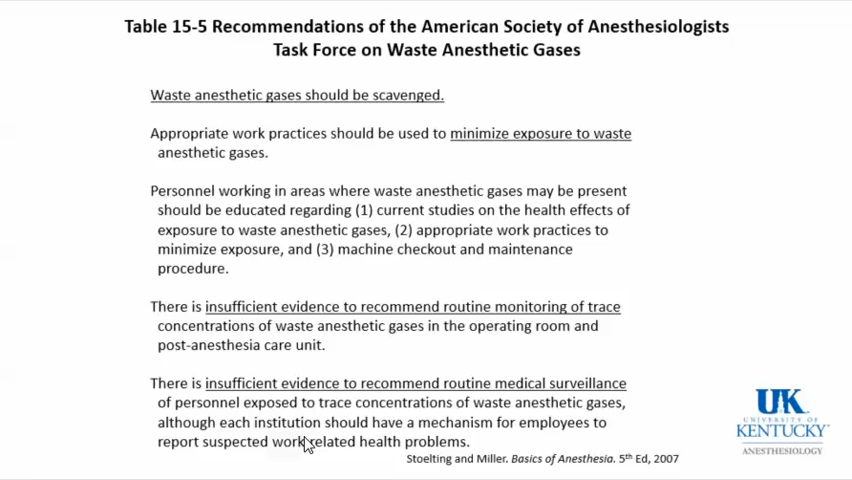 Table 15-5 Recommendations of the American Society of Anesthesiologists
Task Force on Waste Anesthetic Gases
Waste anesthetic gases should be scavenged.
Appropriate work practices should be used to minimize exposure to waste
anesthetic gases.
Personnel working in areas where waste anesthetic gases may be present
should be educated regarding (1) current studies on the health effects of
exposure to waste anesthetic gases, (2) appropriate work practices to
minimize exposure, and (3) machine checkout and maintenance
procedure.
There is insufficient evidence to recommend routine monitoring of trace
concentrations of waste anesthetic gases in the operating room and
post-anesthesia care unit.
There is insufficient evidence to recommend routine medical surveillance
of personnel exposed to trace concentrations of waste anesthetic gases,
although each institution should have a mechanism for employees to
report suspected work related health problems.
Stoelting and Miller. Basics of Anesthesia. 5th Ed, 2007
UK
UNIVERSITY OF
KENTUCKY
ANESTHESIOLOGY